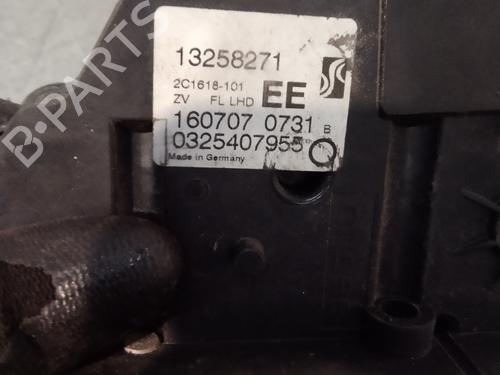 13258271
2C1618-101
ZV FL LHD EE
160707 0731 B
0325407955 Q
Made in Germany
B-PARTS